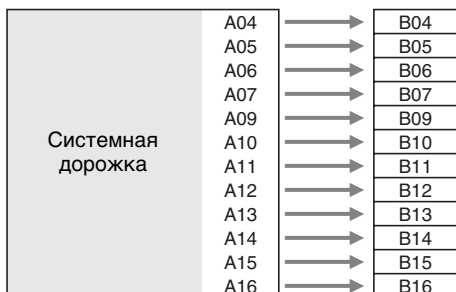 A04 B04
A05 B05
A06 B06
A07 B07
A09 B09
Системная A10 B10
дорожка A11 B11
A12 B12
A13 B13
A14 B14
A15 B15
A16 B16